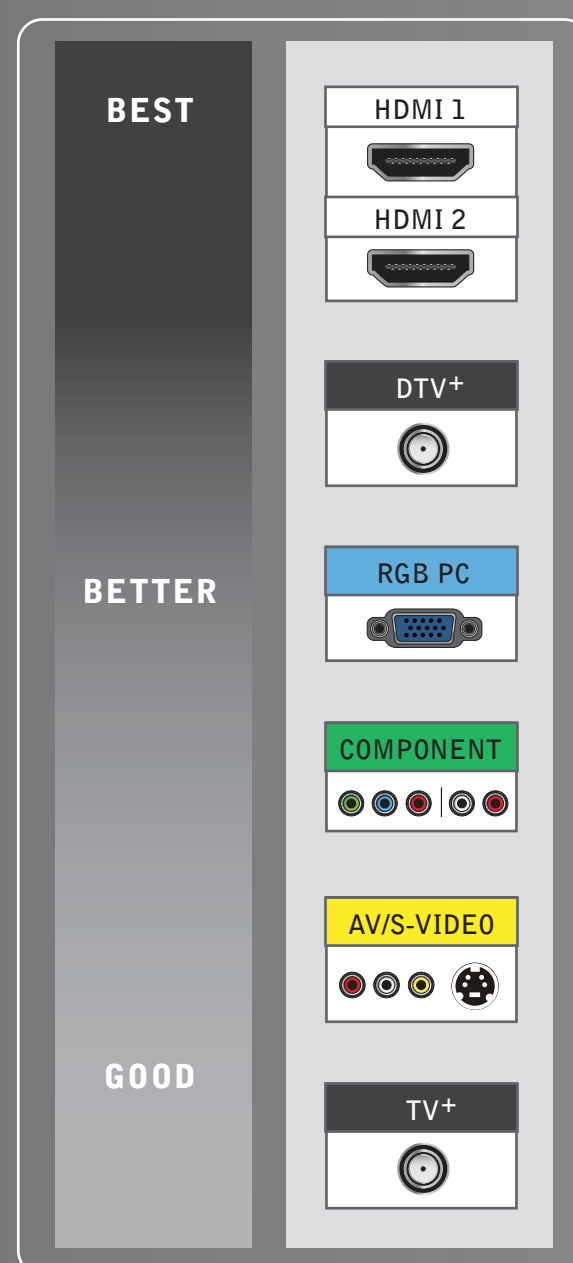 BEST
HDMI 1
HDMI 2
DTV+
BETTER
RGB PC
COMPONENT
AV/S-VIDEO
GOOD
TV+